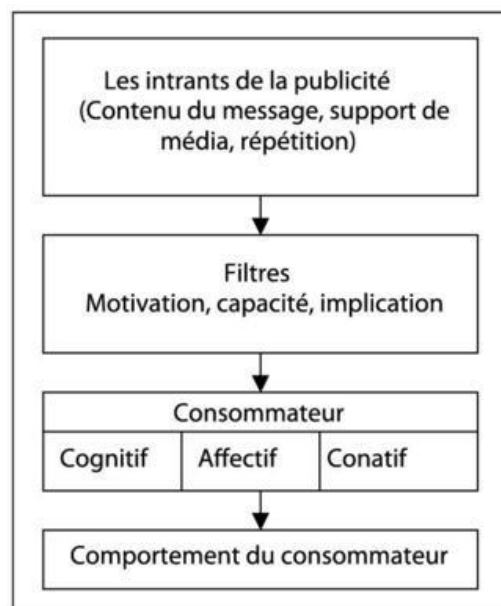 Les intrants de la publicité
(Contenu du message, support de
média, répétition)
Filtres
Motivation, capacité, implication
Consommateur
Cognitif Affectif Conatif
Comportement du consommateur